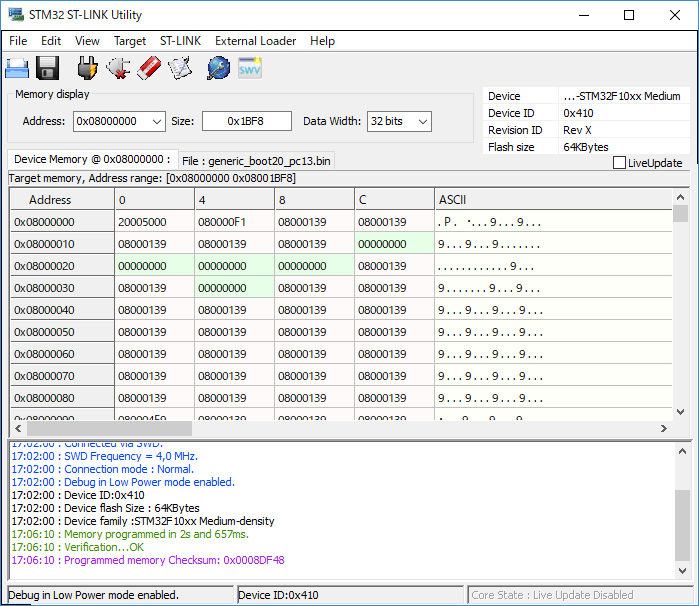 STM32 ST-LINK Utility
File Edit View Target ST-LINK External Loader Help
SWV
Memory display
Address: 0x08000000 Size: 0x1BF8 Data Width: 32 bits
Device ...-STM32F10xx Medium
Device ID 0x410
Revision ID Rev X
Flash size 64KBytes
LiveUpdate
Device Memory @ 0x08000000 : File : generic_boot20_pc13.bin
Target memory, Address range: [0x08000000 0x08001BF8]
Address 0 4 8 C ASCII
0x08000000 20005000 080000F1 08000139 08000139 .P. ·...9...9...
0x08000010 08000139 08000139 08000139 00000000 9...9...9.......
0x08000020 00000000 00000000 00000000 08000139 ............9...
0x08000030 08000139 00000000 08000139 08000139 9.......9...9...
0x08000040 08000139 08000139 08000139 08000139 9...9...9...9...
0x08000050 08000139 08000139 08000139 08000139 9...9...9...9...
0x08000060 08000139 08000139 08000139 08000139 9...9...9...9...
0x08000070 08000139 08000139 08000139 08000139 9...9...9...9...
0x08000080 08000139 08000139 08000139 08000139 9...9...9...9...
0x08000090 080004F9 08000139 08000139 08000139
17:02:00 : Connected via SWD.
17:02:00 : SWD Frequency = 4,0 MHz.
17:02:00 : Connection mode : Normal.
17:02:00 : Debug in Low Power mode enabled.
17:02:00 : Device ID:0x410
17:02:00 : Device flash Size : 64KBytes
17:02:00 : Device family :STM32F10xx Medium-density
17:06:10 : Memory programmed in 2s and 657ms.
17:06:10 : Verification...OK
17:06:10 : Programmed memory Checksum: 0x0008DF48
Debug in Low Power mode enabled. Device ID:0x410 Core State : Live Update Disabled